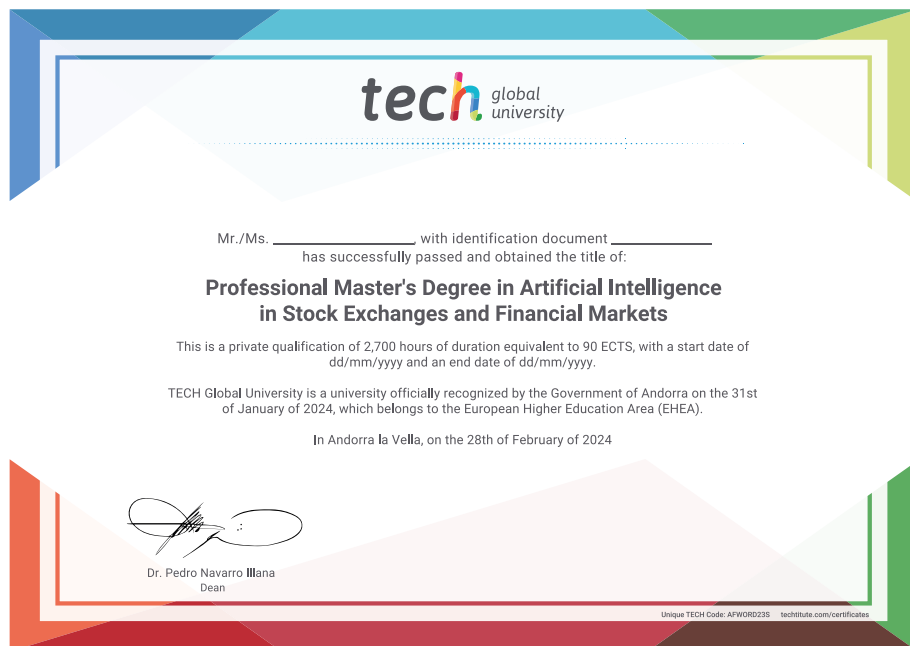 tech global
university
Mr./Ms. ____________, with identification document ____________
has successfully passed and obtained the title of:
Professional Master's Degree in Artificial Intelligence
in Stock Exchanges and Financial Markets
This is a private qualification of 2,700 hours of duration equivalent to 90 ECTS, with a start date of
dd/mm/yyyy and an end date of dd/mm/yyyy.
TECH Global University is a university officially recognized by the Government of Andorra on the 31st
of January of 2024, which belongs to the European Higher Education Area (EHEA).
In Andorra la Vella, on the 28th of February of 2024
Dr. Pedro Navarro Illana
Dean
Unique TECH Code: AFWORD23S techtitute.com/certificates